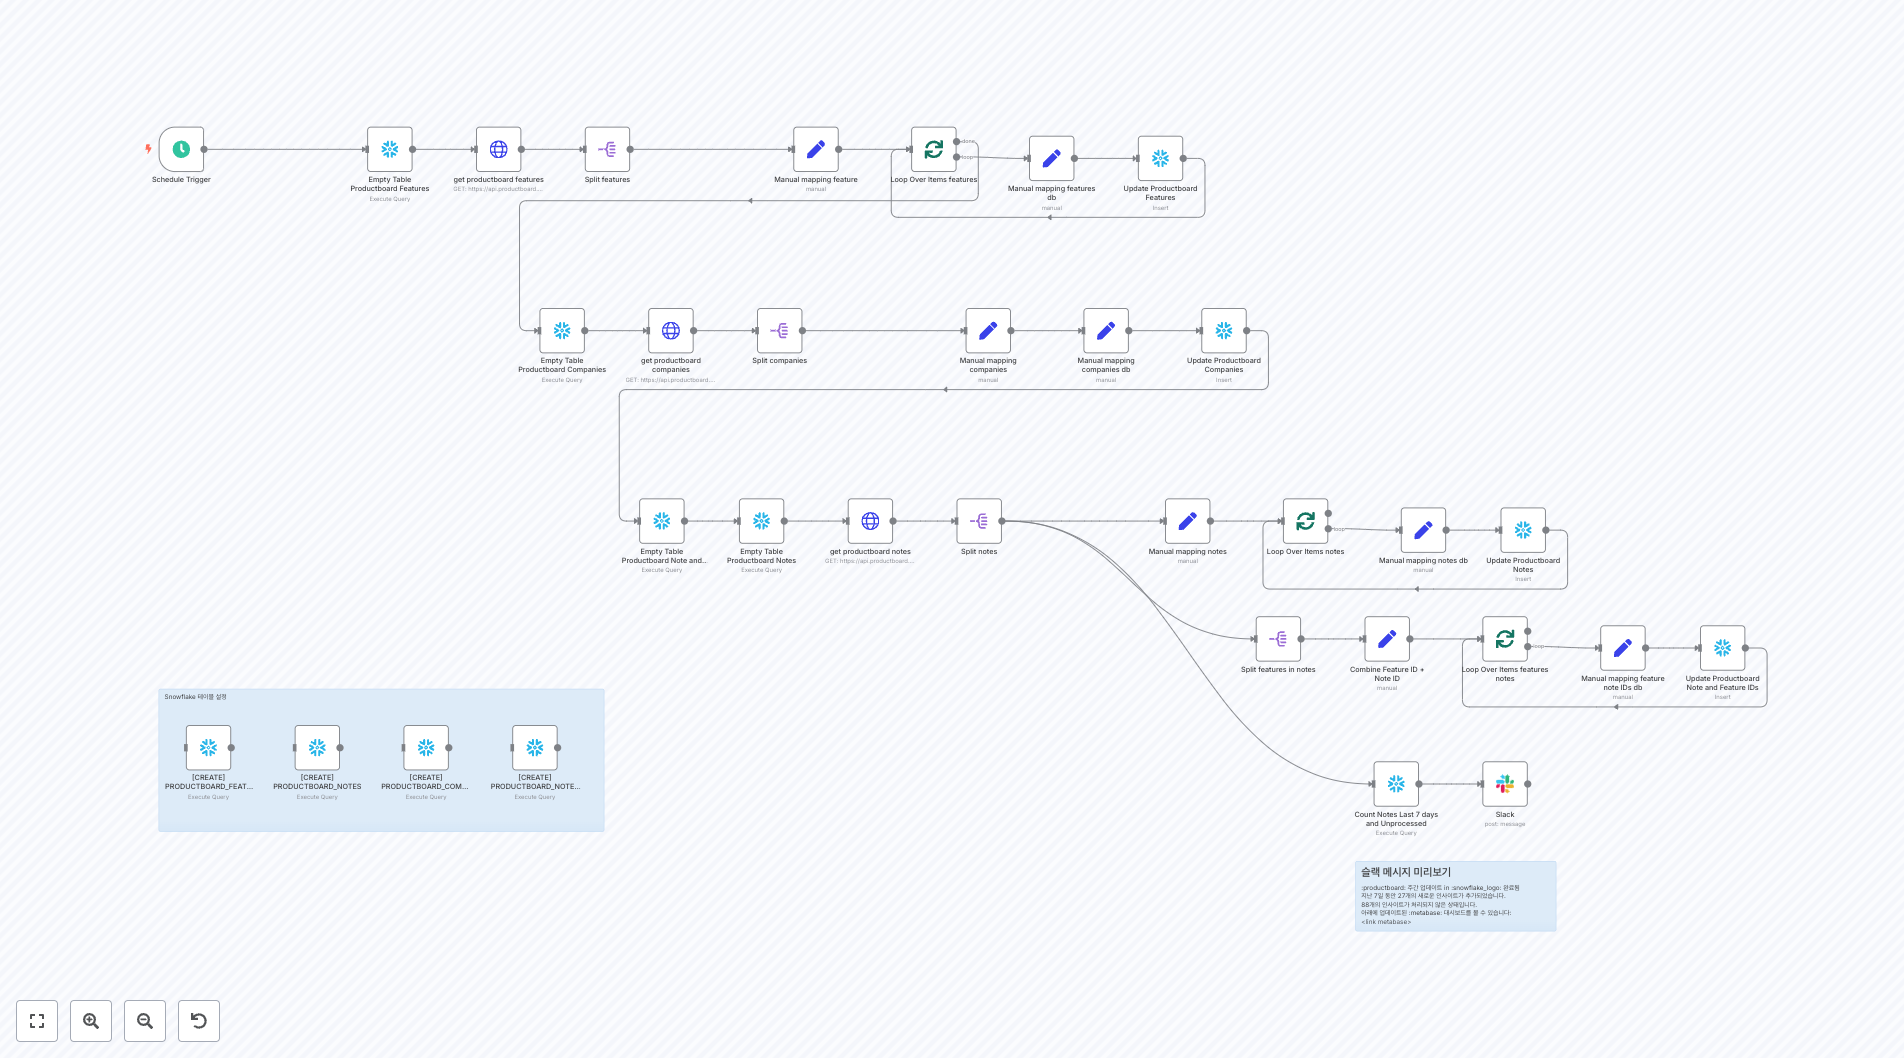 Schedule Trigger
Empty Table
Productboard Features
Execute Query
get productboard features
GET: https://api.productboard....
Split features
Manual mapping feature
manual
Loop Over Items features
done
loop
Manual mapping features
db
manual
Update Productboard
Features
Insert
Empty Table
Productboard Companies
Execute Query
get productboard
companies
GET: https://api.productboard...
Split companies
Manual mapping
companies
manual
Manual mapping
companies db
manual
Update Productboard
Companies
Insert
Empty Table
Productboard Note and..
Execute Query
Empty Table
Productboard Notes
Execute Query
get productboard notes
GET: https://api.productboard...
Split notes
Manual mapping notes
manual
Loop Over Items notes
loop
Manual mapping notes db
manual
Update Productboard
Notes
Insert
Split features in notes
Combine Feature ID +
Note ID
manual
Loop Over Items features
notes
loop
Manual mapping feature
note IDs db
manual
Update Productboard
Note and Feature IDs
Insert
Snowflake 테이블 설정
[CREATE]
PRODUCTBOARD_FEAT...
Execute Query
[CREATE]
PRODUCTBOARD_NOTES
Execute Query
[CREATE]
PRODUCTBOARD_COM...
Execute Query
[CREATE]
PRODUCTBOARD_NOTE...
Execute Query
Count Notes Last 7 days
and Unprocessed
Execute Query
Slack
post: message
슬랙 메시지 미리보기
:productboard: 주간 업데이트 in :snowflake_logo: 완료됨
지난 7일 동안 27개의 새로운 인사이트가 추가되었습니다.
88개의 인사이트가 처리되지 않은 상태입니다.
아래에 업데이트된 :metabase: 대시보드를 볼 수 있습니다:
<link metabase>